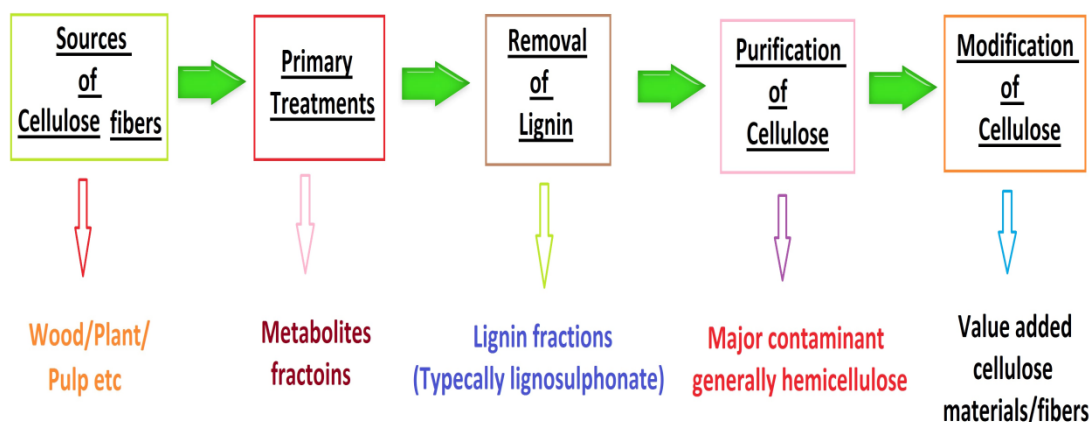 Sources
of
Cellulose fibers
Primary
Treatments
Removal
of
Lignin
Purification
of
Cellulose
Modification
of
Cellulose
Wood/Plant/
Pulp etc
Metabolites
fractoins
Lignin fractions
(Typecally lignosulphonate)
Major contaminant
generally hemicellulose
Value added
cellulose
materials/fibers